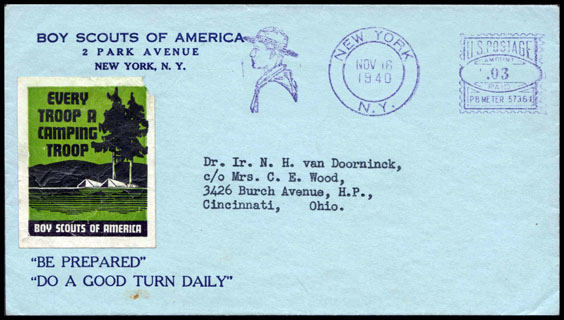 BOY SCOUTS OF AMERICA
2 PARK AVENUE
NEW YORK, N. Y.
NEW YORK
NOV 16
1940
N.Y.
U.S. POSTAGE
AMOUNT
.03
PAID
PB METER 57361
EVERY
TROOP A
CAMPING
TROOP
BOY SCOUTS OF AMERICA
Dr. Ir. N. H. van Doorninck,
c/o Mrs. C. E. Wood,
3426 Burch Avenue, H.P.,
Cincinnati, Ohio.
"BE PREPARED"
"DO A GOOD TURN DAILY"